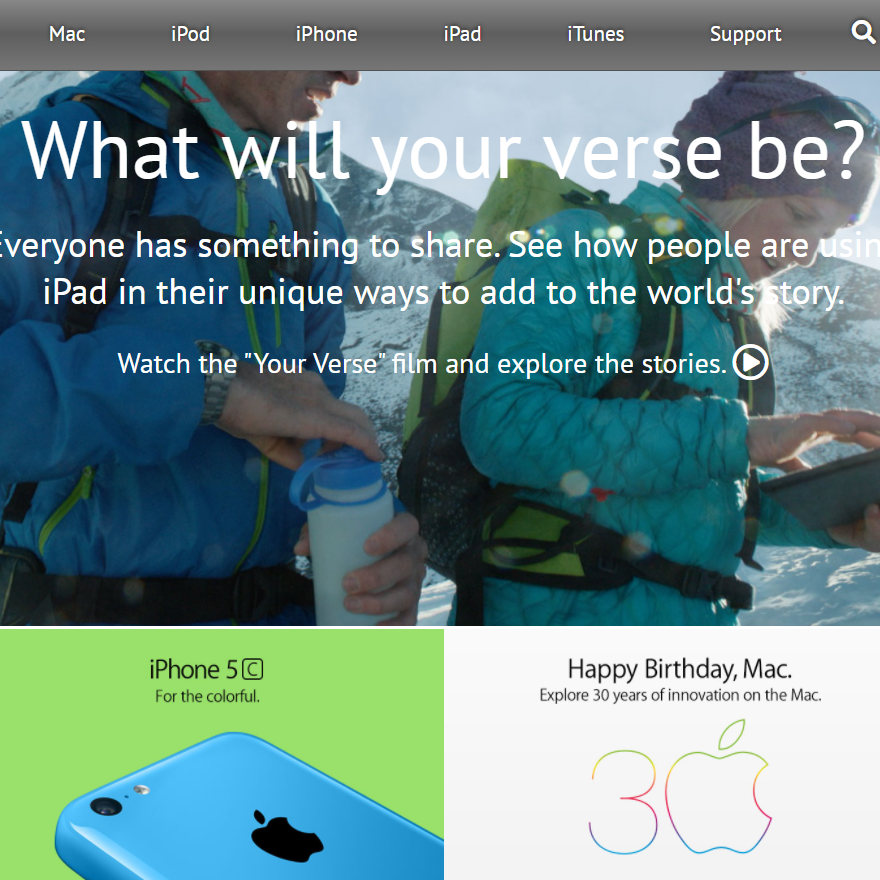 Mac iPod iPhone iPad iTunes Support
What will your verse be?
Everyone has something to share. See how people are usin
iPad in their unique ways to add to the world's story.
Watch the "Your Verse" film and explore the stories.
iPhone 5C
For the colorful.
Happy Birthday, Mac.
Explore 30 years of innovation on the Mac.
30